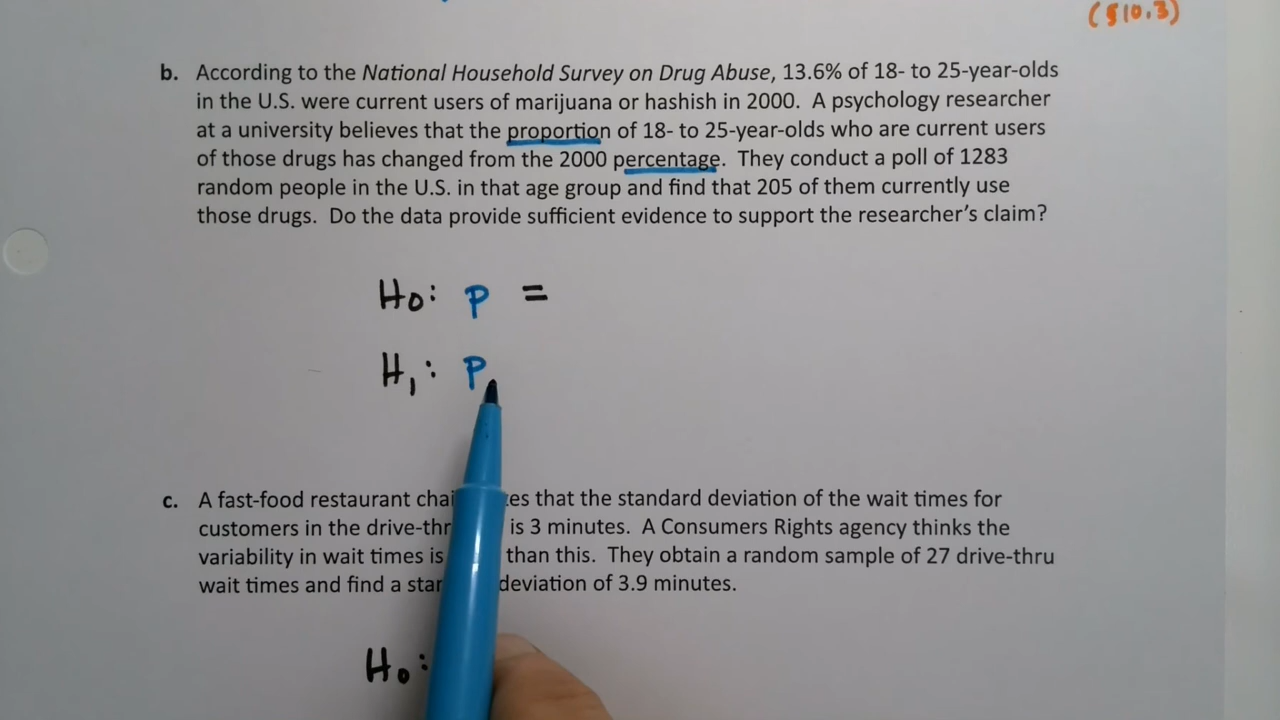 (§10.3)
b. According to the National Household Survey on Drug Abuse, 13.6% of 18- to 25-year-olds
in the U.S. were current users of marijuana or hashish in 2000. A psychology researcher
at a university believes that the proportion of 18- to 25-year-olds who are current users
of those drugs has changed from the 2000 percentage. They conduct a poll of 1283
random people in the U.S. in that age group and find that 205 of them currently use
those drugs. Do the data provide sufficient evidence to support the researcher's claim?
H₀: p =
H₁: p
c. A fast-food restaurant that the standard deviation of the wait times for
customers in the is 3 minutes. A Consumers Rights agency thinks the
variability in wait times is than this. They obtain a random sample of 27 drive-thru
wait times and find a deviation of 3.9 minutes.
H₀: